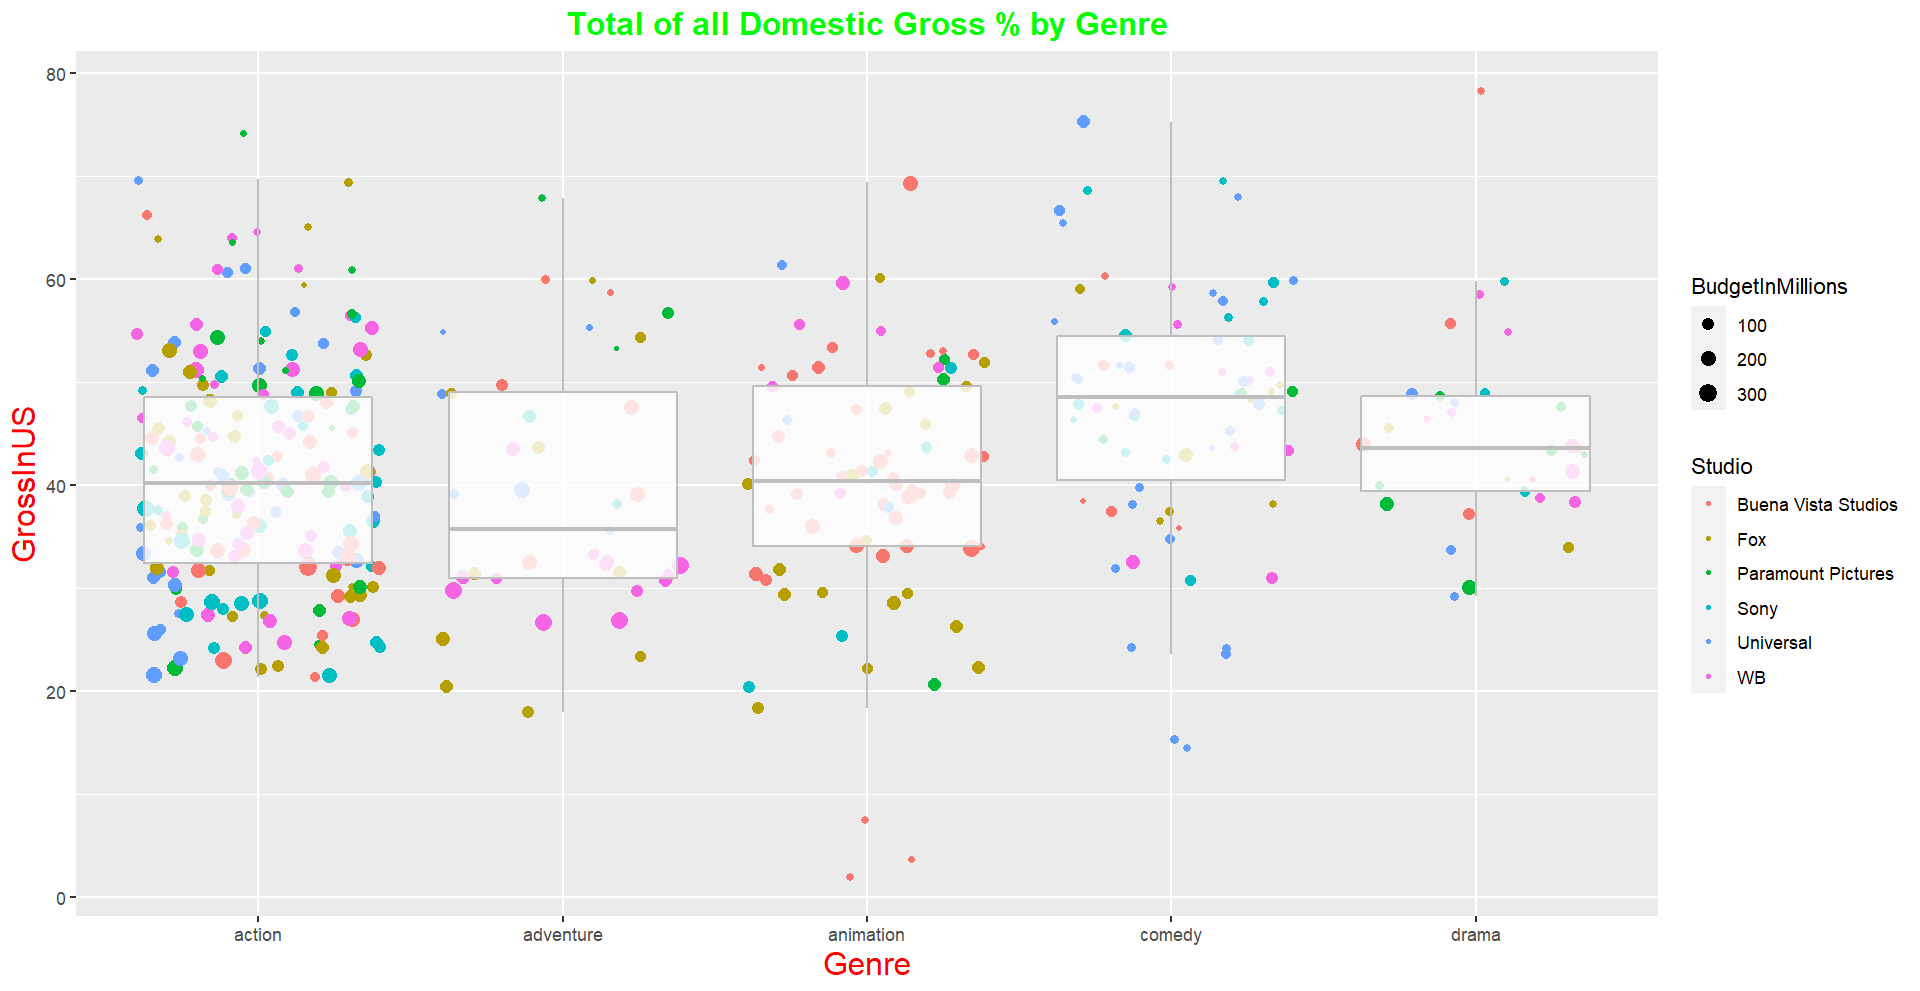 Total of all Domestic Gross % by Genre
GrossInUS
80
60
40
20
0
action
adventure
animation
comedy
drama
Genre
BudgetInMillions
100
200
300
Studio
Buena Vista Studios
Fox
Paramount Pictures
Sony
Universal
WB